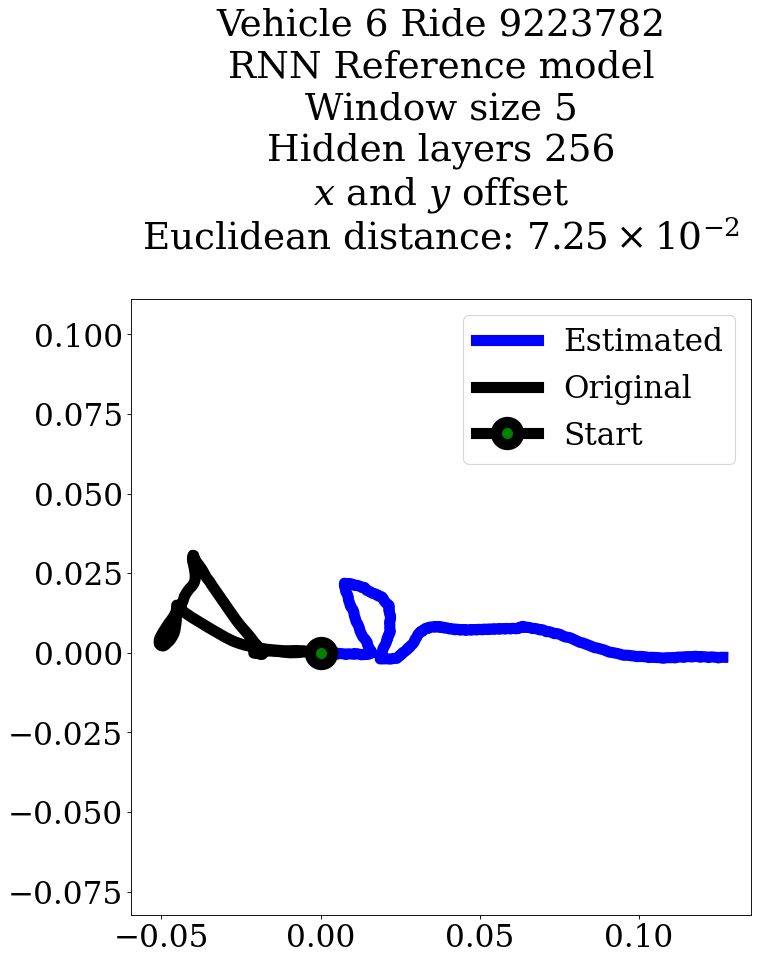 Vehicle 6 Ride 9223782
RNN Reference model
Window size 5
Hidden layers 256
x and y offset
Euclidean distance: 7.25 × 10⁻²
Estimated
Original
Start
0.100
0.075
0.050
0.025
0.000
−0.025
−0.050
−0.075
−0.05 0.00 0.05 0.10